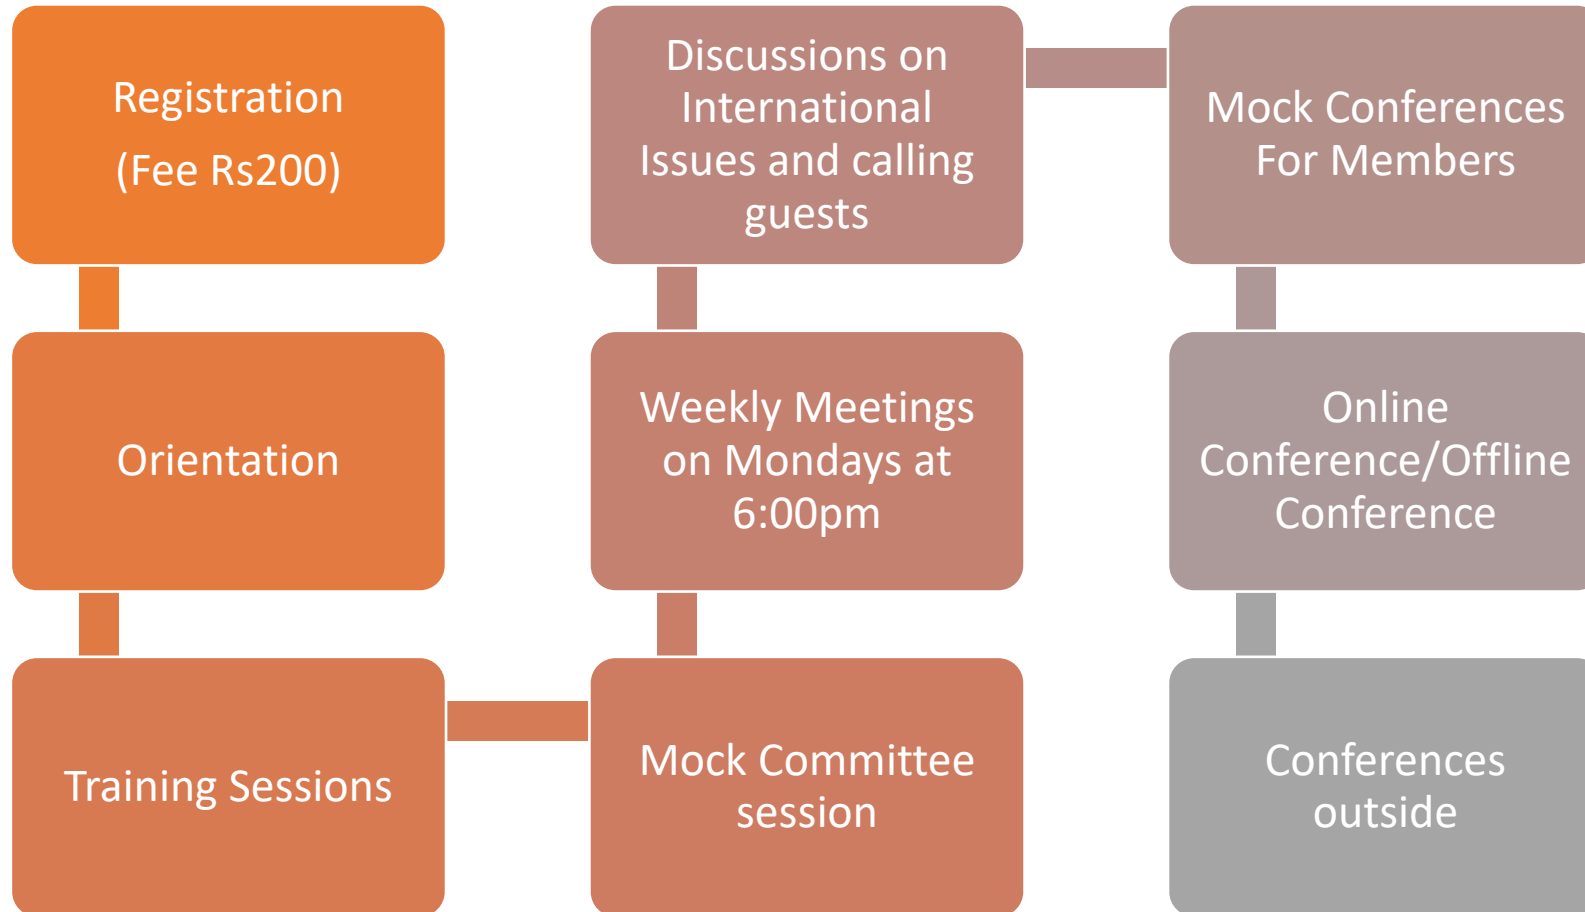 Registration
(Fee Rs200)
Orientation
Training Sessions
Mock Committee
session
Weekly Meetings
on Mondays at
6:00pm
Discussions on
International
Issues and calling
guests
Mock Conferences
For Members
Online
Conference/Offline
Conference
Conferences
outside